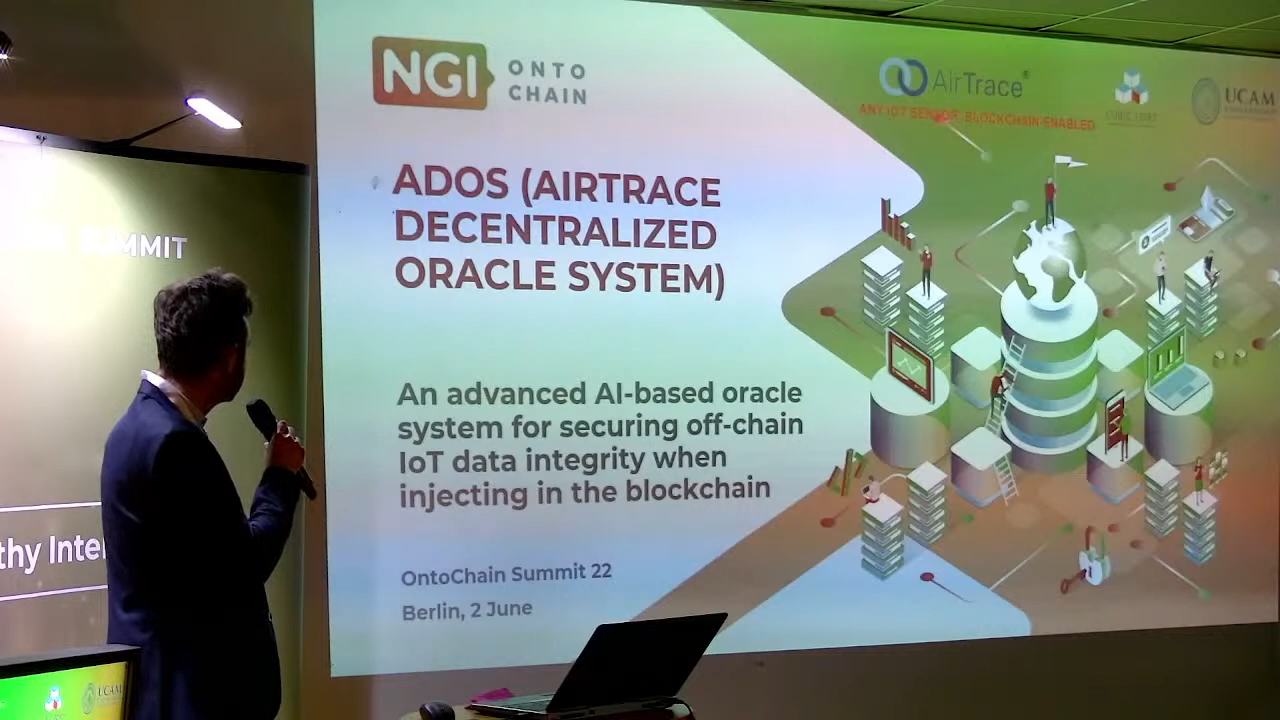 NGI
ONTO
CHAIN
AirTrace®
ANY IOT SENSOR, BLOCKCHAIN-ENABLED
UCAM
ADOS (AIRTRACE
DECENTRALIZED
ORACLE SYSTEM)
An advanced AI-based oracle
system for securing off-chain
IoT data integrity when
injecting in the blockchain
OntoChain Summit 22
Berlin, 2 June
SUMMIT
thy Inter
UCAM